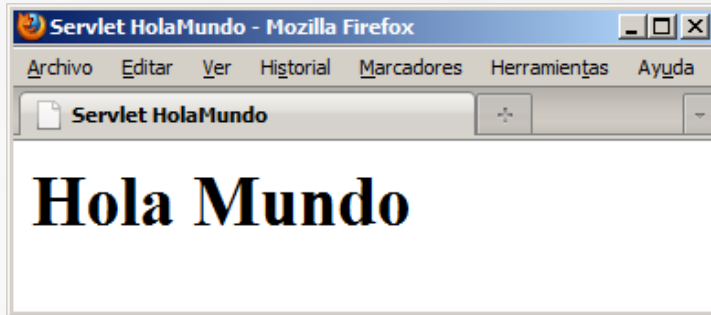 Servlet HolaMundo - Mozilla Firefox
Archivo Editar Ver Historial Marcadores Herramientas Ayuda
Servlet HolaMundo
Hola Mundo